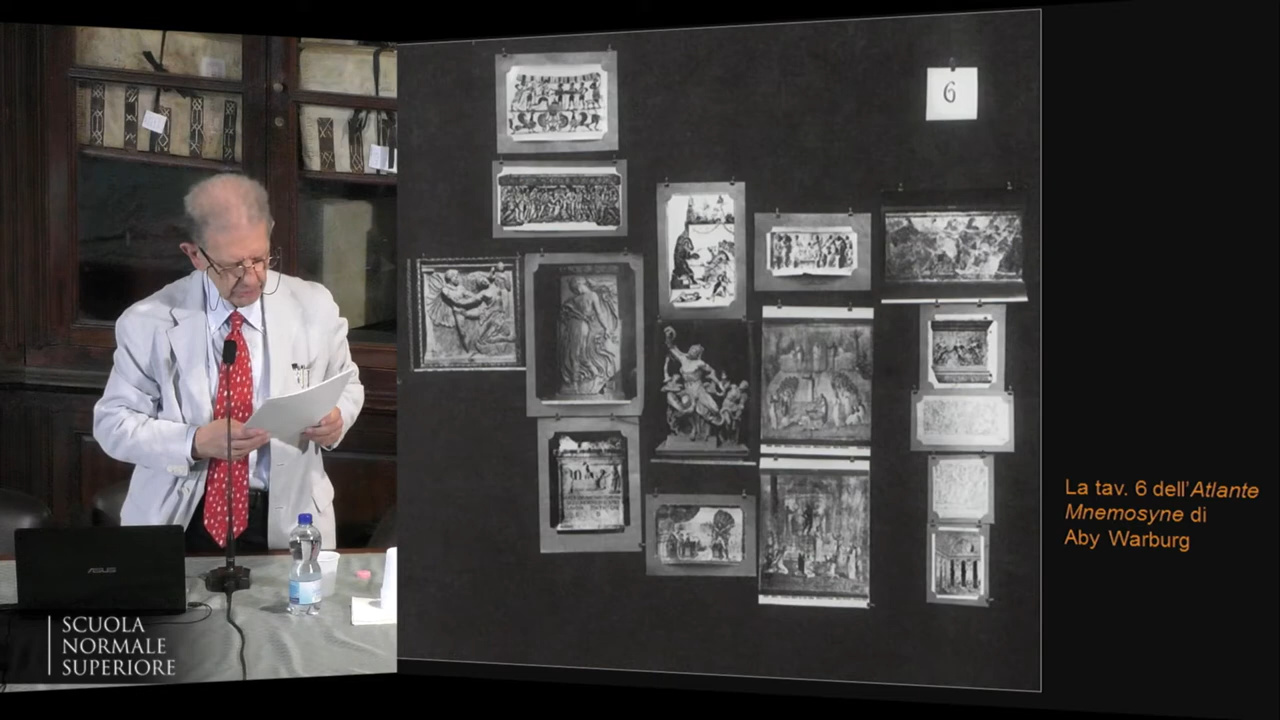 6
La tav. 6 dell'Atlante
Mnemosyne di
Aby Warburg
ASUS
SCUOLA
NORMALE
SUPERIORE